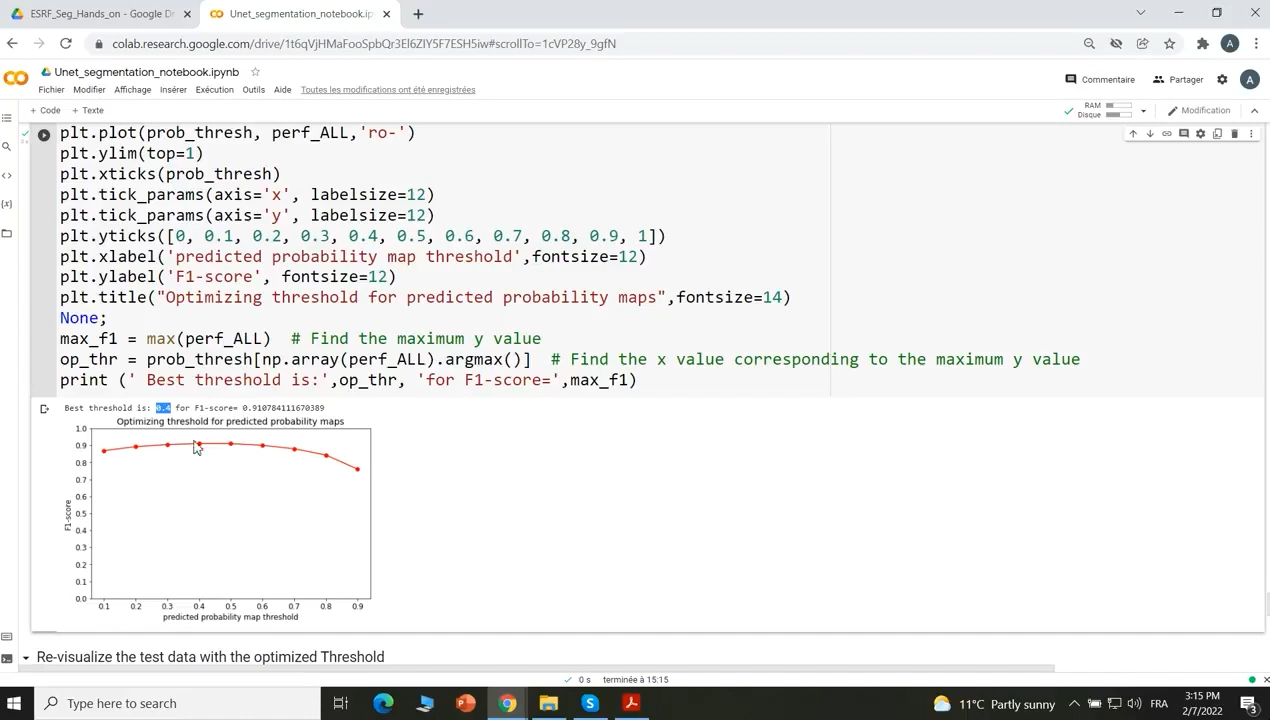 ESRF_Seg_Hands_on - Google Dr
Unet_segmentation_notebook.ipyn
colab.research.google.com/drive/1t6qVjHMaFooSpbQr3El6ZIY5F7ESH5iw#scrollTo=1cVP28y_9gfN
A
Unet_segmentation_notebook.ipynb
Commentaire
Partager
A
Fichier Modifier Affichage Insérer Exécution Outils Aide Toutes les modifications ont été enregistrées
+ Code + Texte
RAM
Disque
Modification
plt.plot(prob_thresh, perf_ALL,'ro-')
plt.ylim(top=1)
plt.xticks(prob_thresh)
plt.tick_params(axis='x', labelsize=12)
plt.tick_params(axis='y', labelsize=12)
plt.yticks([0, 0.1, 0.2, 0.3, 0.4, 0.5, 0.6, 0.7, 0.8, 0.9, 1])
plt.xlabel('predicted probability map threshold',fontsize=12)
plt.ylabel('F1-score', fontsize=12)
plt.title("Optimizing threshold for predicted probability maps",fontsize=14)
None;
max_f1 = max(perf_ALL)  # Find the maximum y value
op_thr = prob_thresh[np.array(perf_ALL).argmax()]  # Find the x value corresponding to the maximum y value
print (' Best threshold is:',op_thr, 'for F1-score=',max_f1)
Best threshold is: 0.4 for F1-score= 0.910784111670389
Optimizing threshold for predicted probability maps
1.0
0.9
0.8
0.7
0.6
0.5
0.4
0.3
0.2
0.1
0.0
F1-score
0.1 0.2 0.3 0.4 0.5 0.6 0.7 0.8 0.9
predicted probability map threshold
Re-visualize the test data with the optimized Threshold
0 s terminée à 15:15
Type here to search
11°C Partly sunny
FRA
3:15 PM
2/7/2022
3